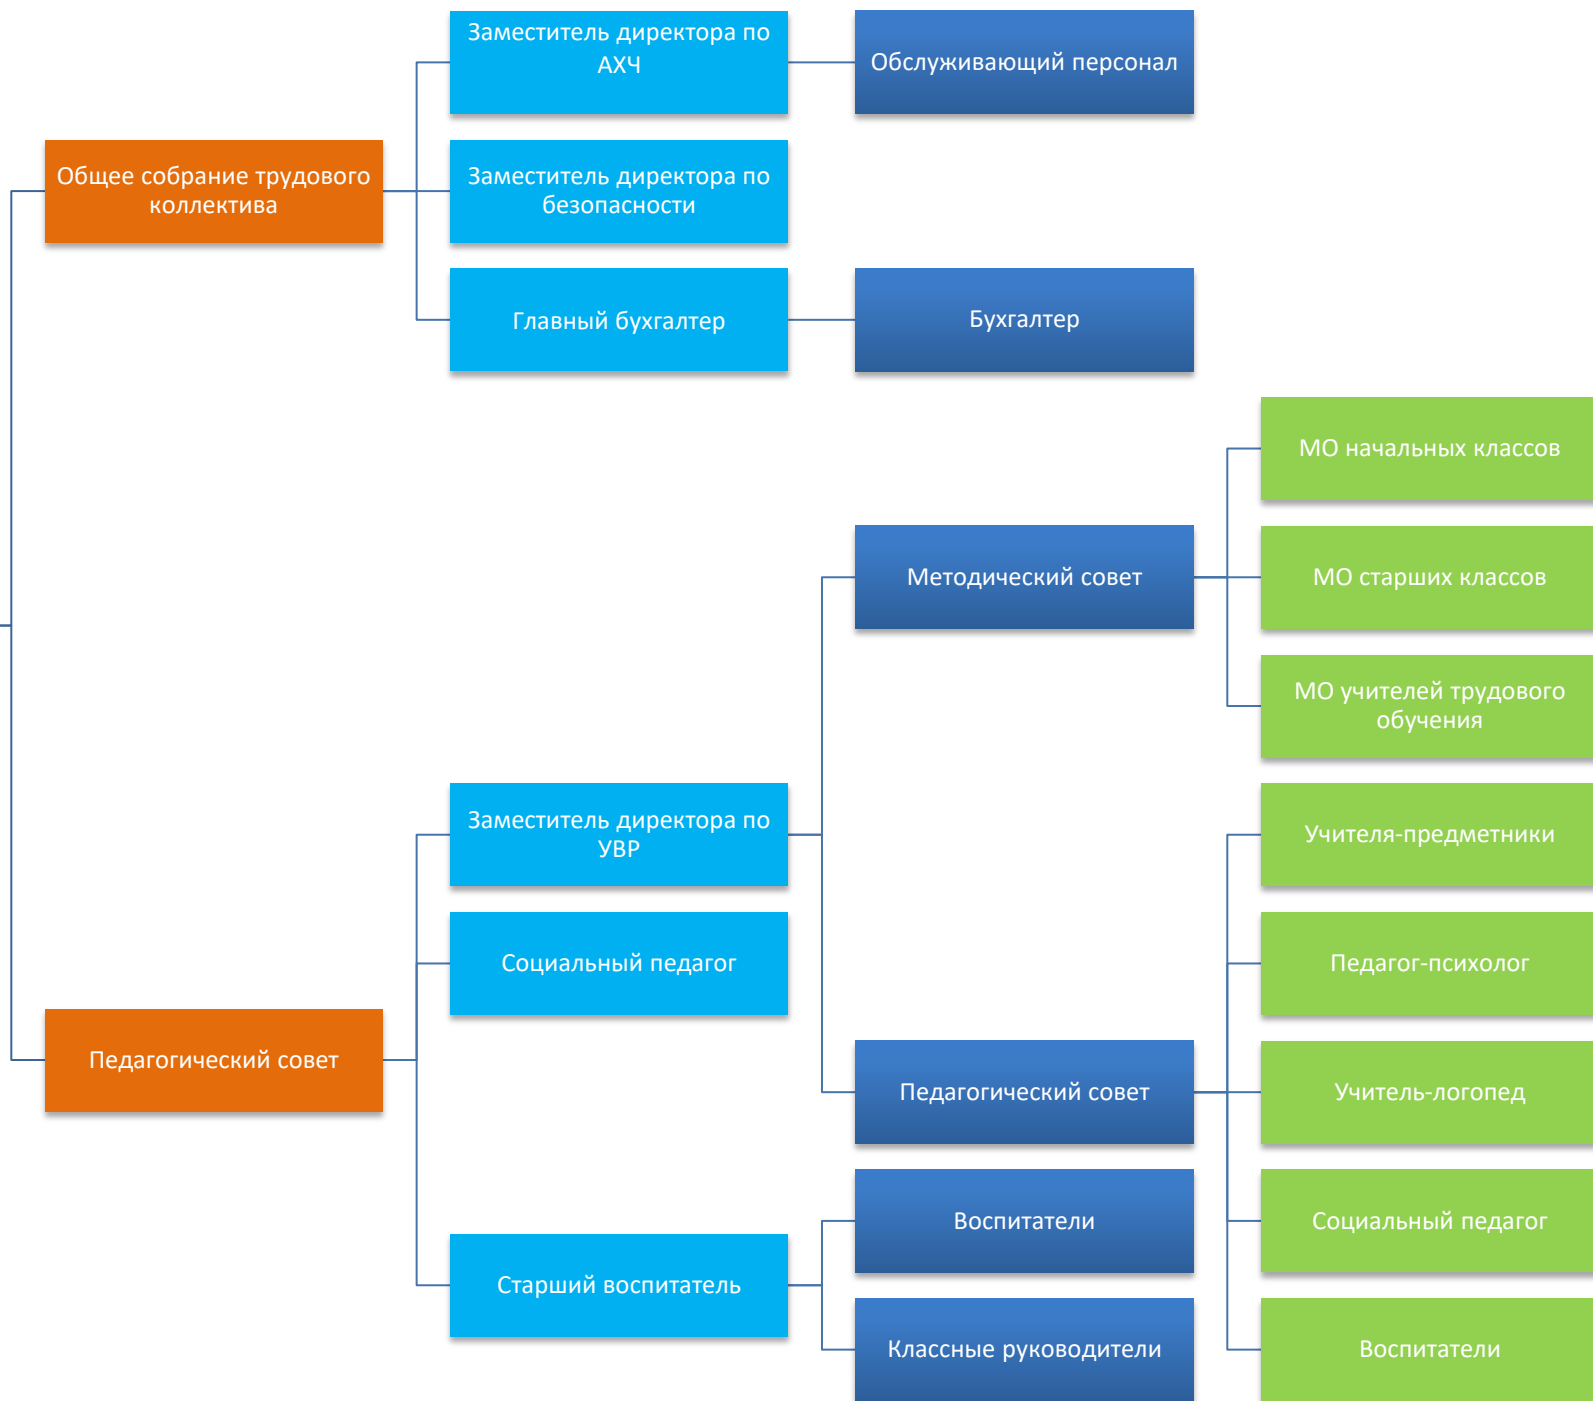 Заместитель директора по
АХЧ
Обслуживающий персонал
Общее собрание трудового
коллектива
Заместитель директора по
безопасности
Главный бухгалтер
Бухгалтер
МО начальных классов
Методический совет
МО старших классов
МО учителей трудового
обучения
Заместитель директора по
УВР
Учителя-предметники
Социальный педагог
Педагог-психолог
Педагогический совет
Педагогический совет
Учитель-логопед
Воспитатели
Социальный педагог
Старший воспитатель
Классные руководители
Воспитатели